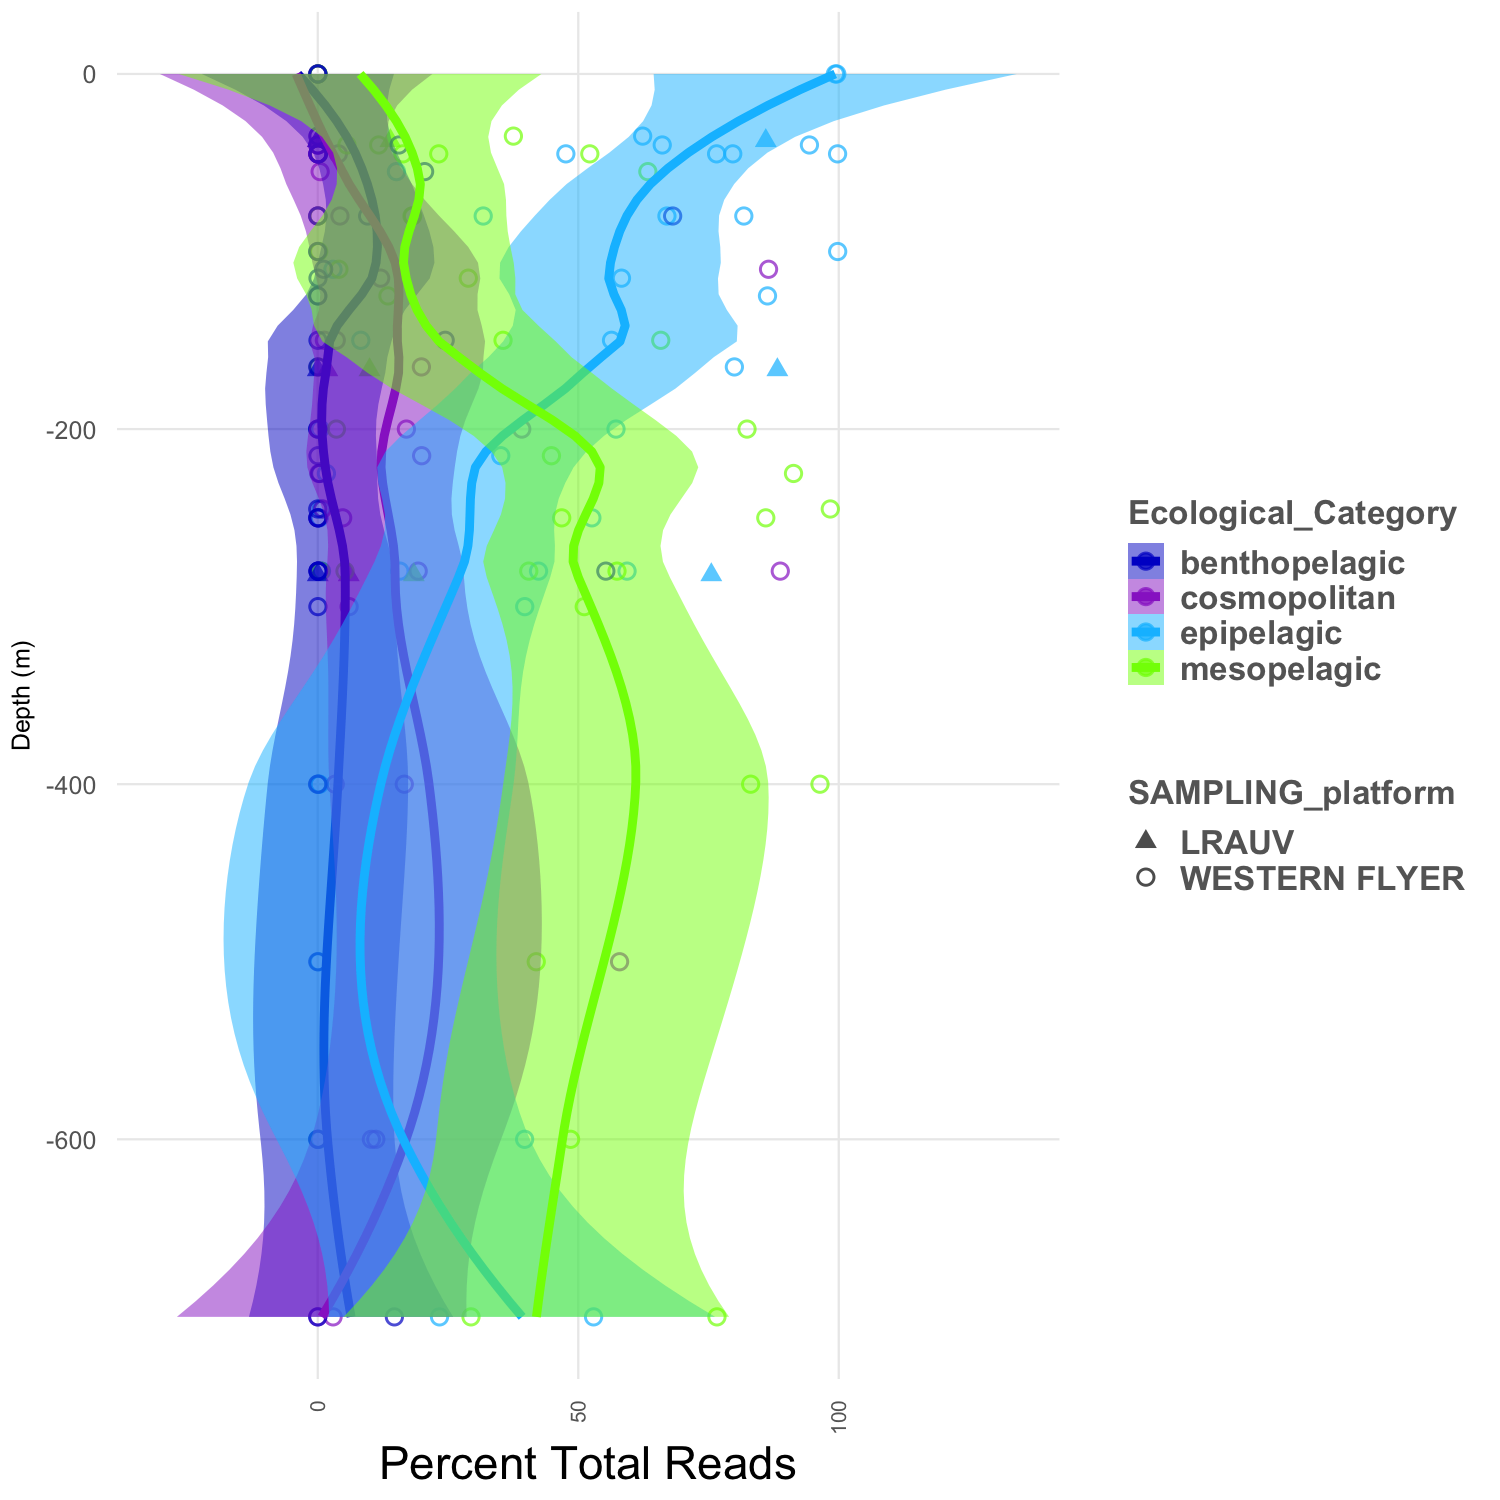 0
-200
-400
-600
Depth (m)
0
50
100
Percent Total Reads
Ecological_Category
benthopelagic
cosmopolitan
epipelagic
mesopelagic
SAMPLING_platform
LRAUV
WESTERN FLYER